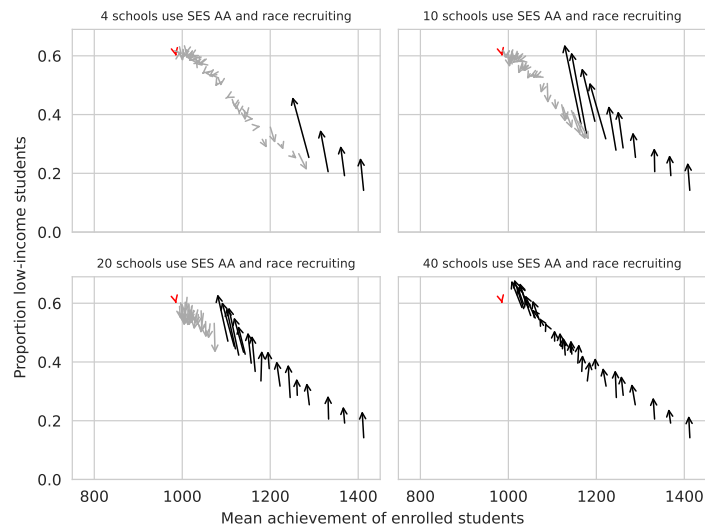 4 schools use SES AA and race recruiting
10 schools use SES AA and race recruiting
0.6
0.4
0.2
0.0
20 schools use SES AA and race recruiting
40 schools use SES AA and race recruiting
0.6
0.4
0.2
0.0
800 1000 1200 1400
800 1000 1200 1400
Proportion low-income students
Mean achievement of enrolled students